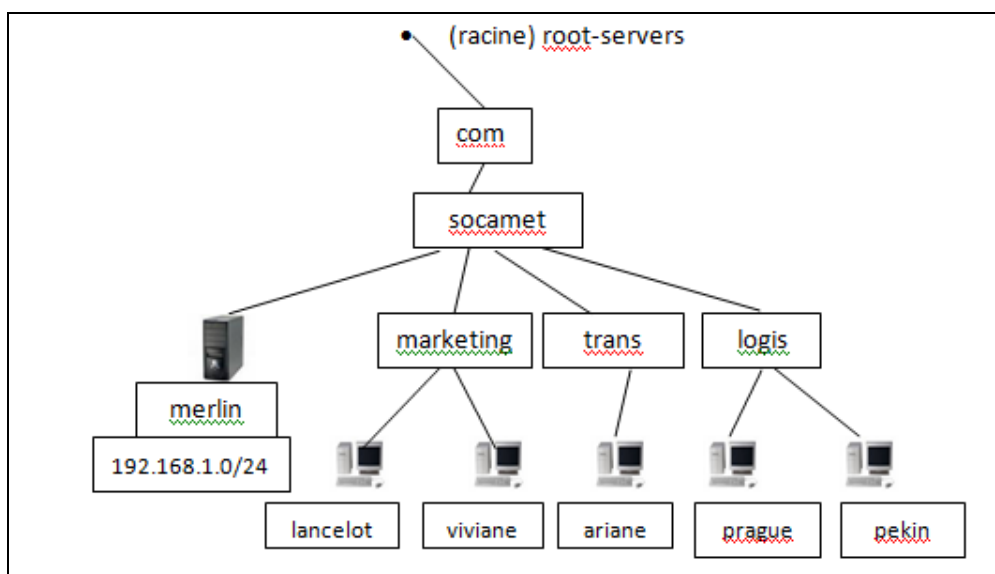 (racine) root-servers
com
socamet
marketing
trans
logis
merlin
192.168.1.0/24
lancelot
viviane
ariane
prague
pekin